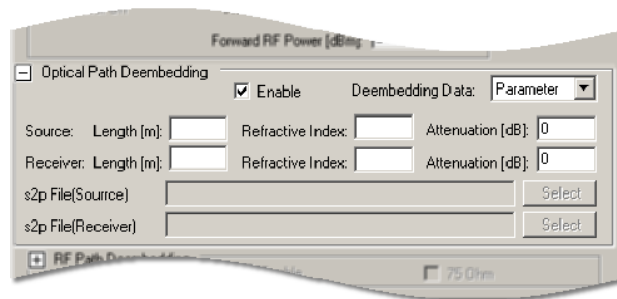 Forward RF Power [dBm]
Optical Path Deembedding
Enable Deembedding Data: Parameter
Source: Length [m]: Refractive Index: Attenuation [dB]: 0
Receiver: Length [m]: Refractive Index: Attenuation [dB]: 0
s2p File(Sourrce) Select
s2p File(Receiver) Select
RF Path Deembedding
75 Ohm